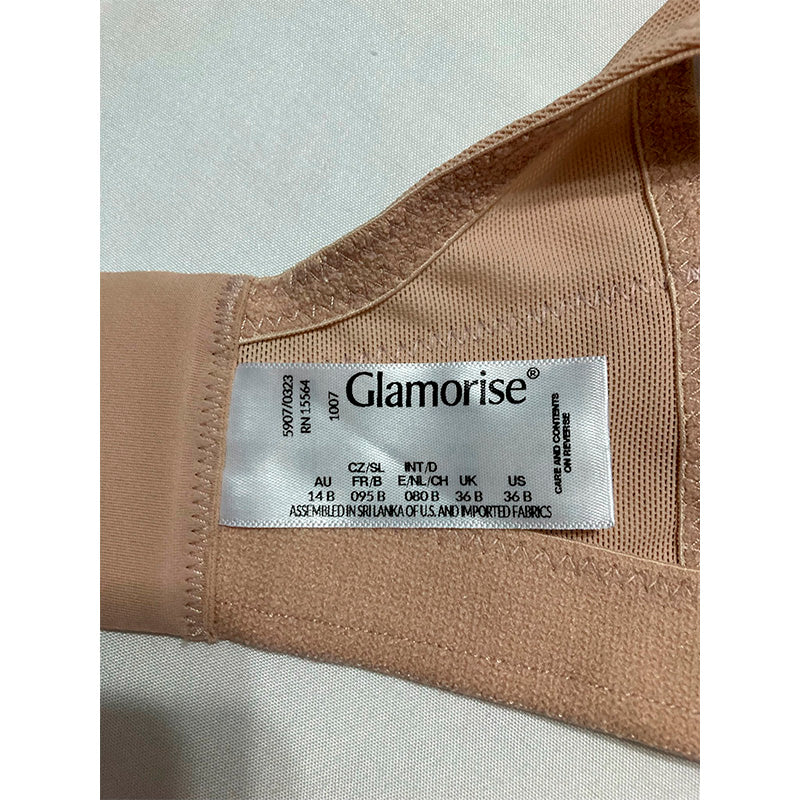 Glamorise®
5907/0323
RN 15564
1007
CZ/SL INT/D
AU FR/B E/NL/CH UK US
14 B 095 B 080 B 36 B 36 B
ASSEMBLED IN SRI LANKA OF U.S. AND IMPORTED FABRICS
CARE AND CONTENTS
ON REVERSE